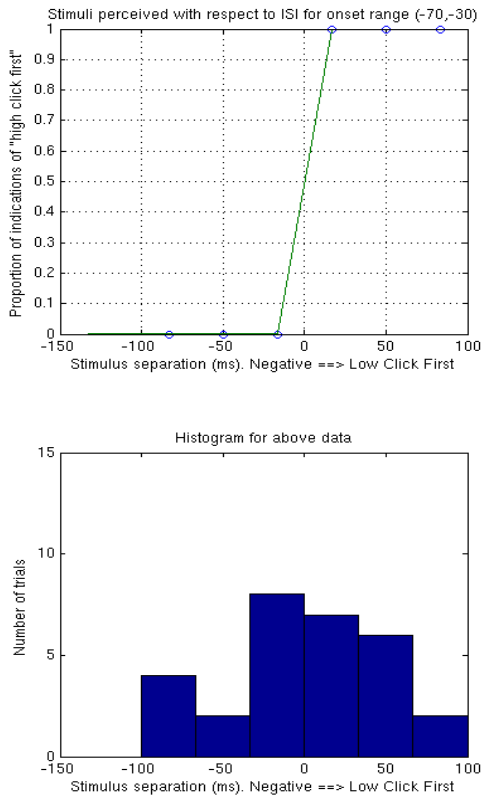 Stimuli perceived with respect to ISI for onset range (-70,-30)
Proportion of indications of "high click first"
1
0.9
0.8
0.7
0.6
0.5
0.4
0.3
0.2
0.1
0
-150 -100 -50 0 50 100
Stimulus separation (ms). Negative ==> Low Click First
Histogram for above data
Number of trials
15
10
5
0
-150 -100 -50 0 50 100
Stimulus separation (ms). Negative ==> Low Click First